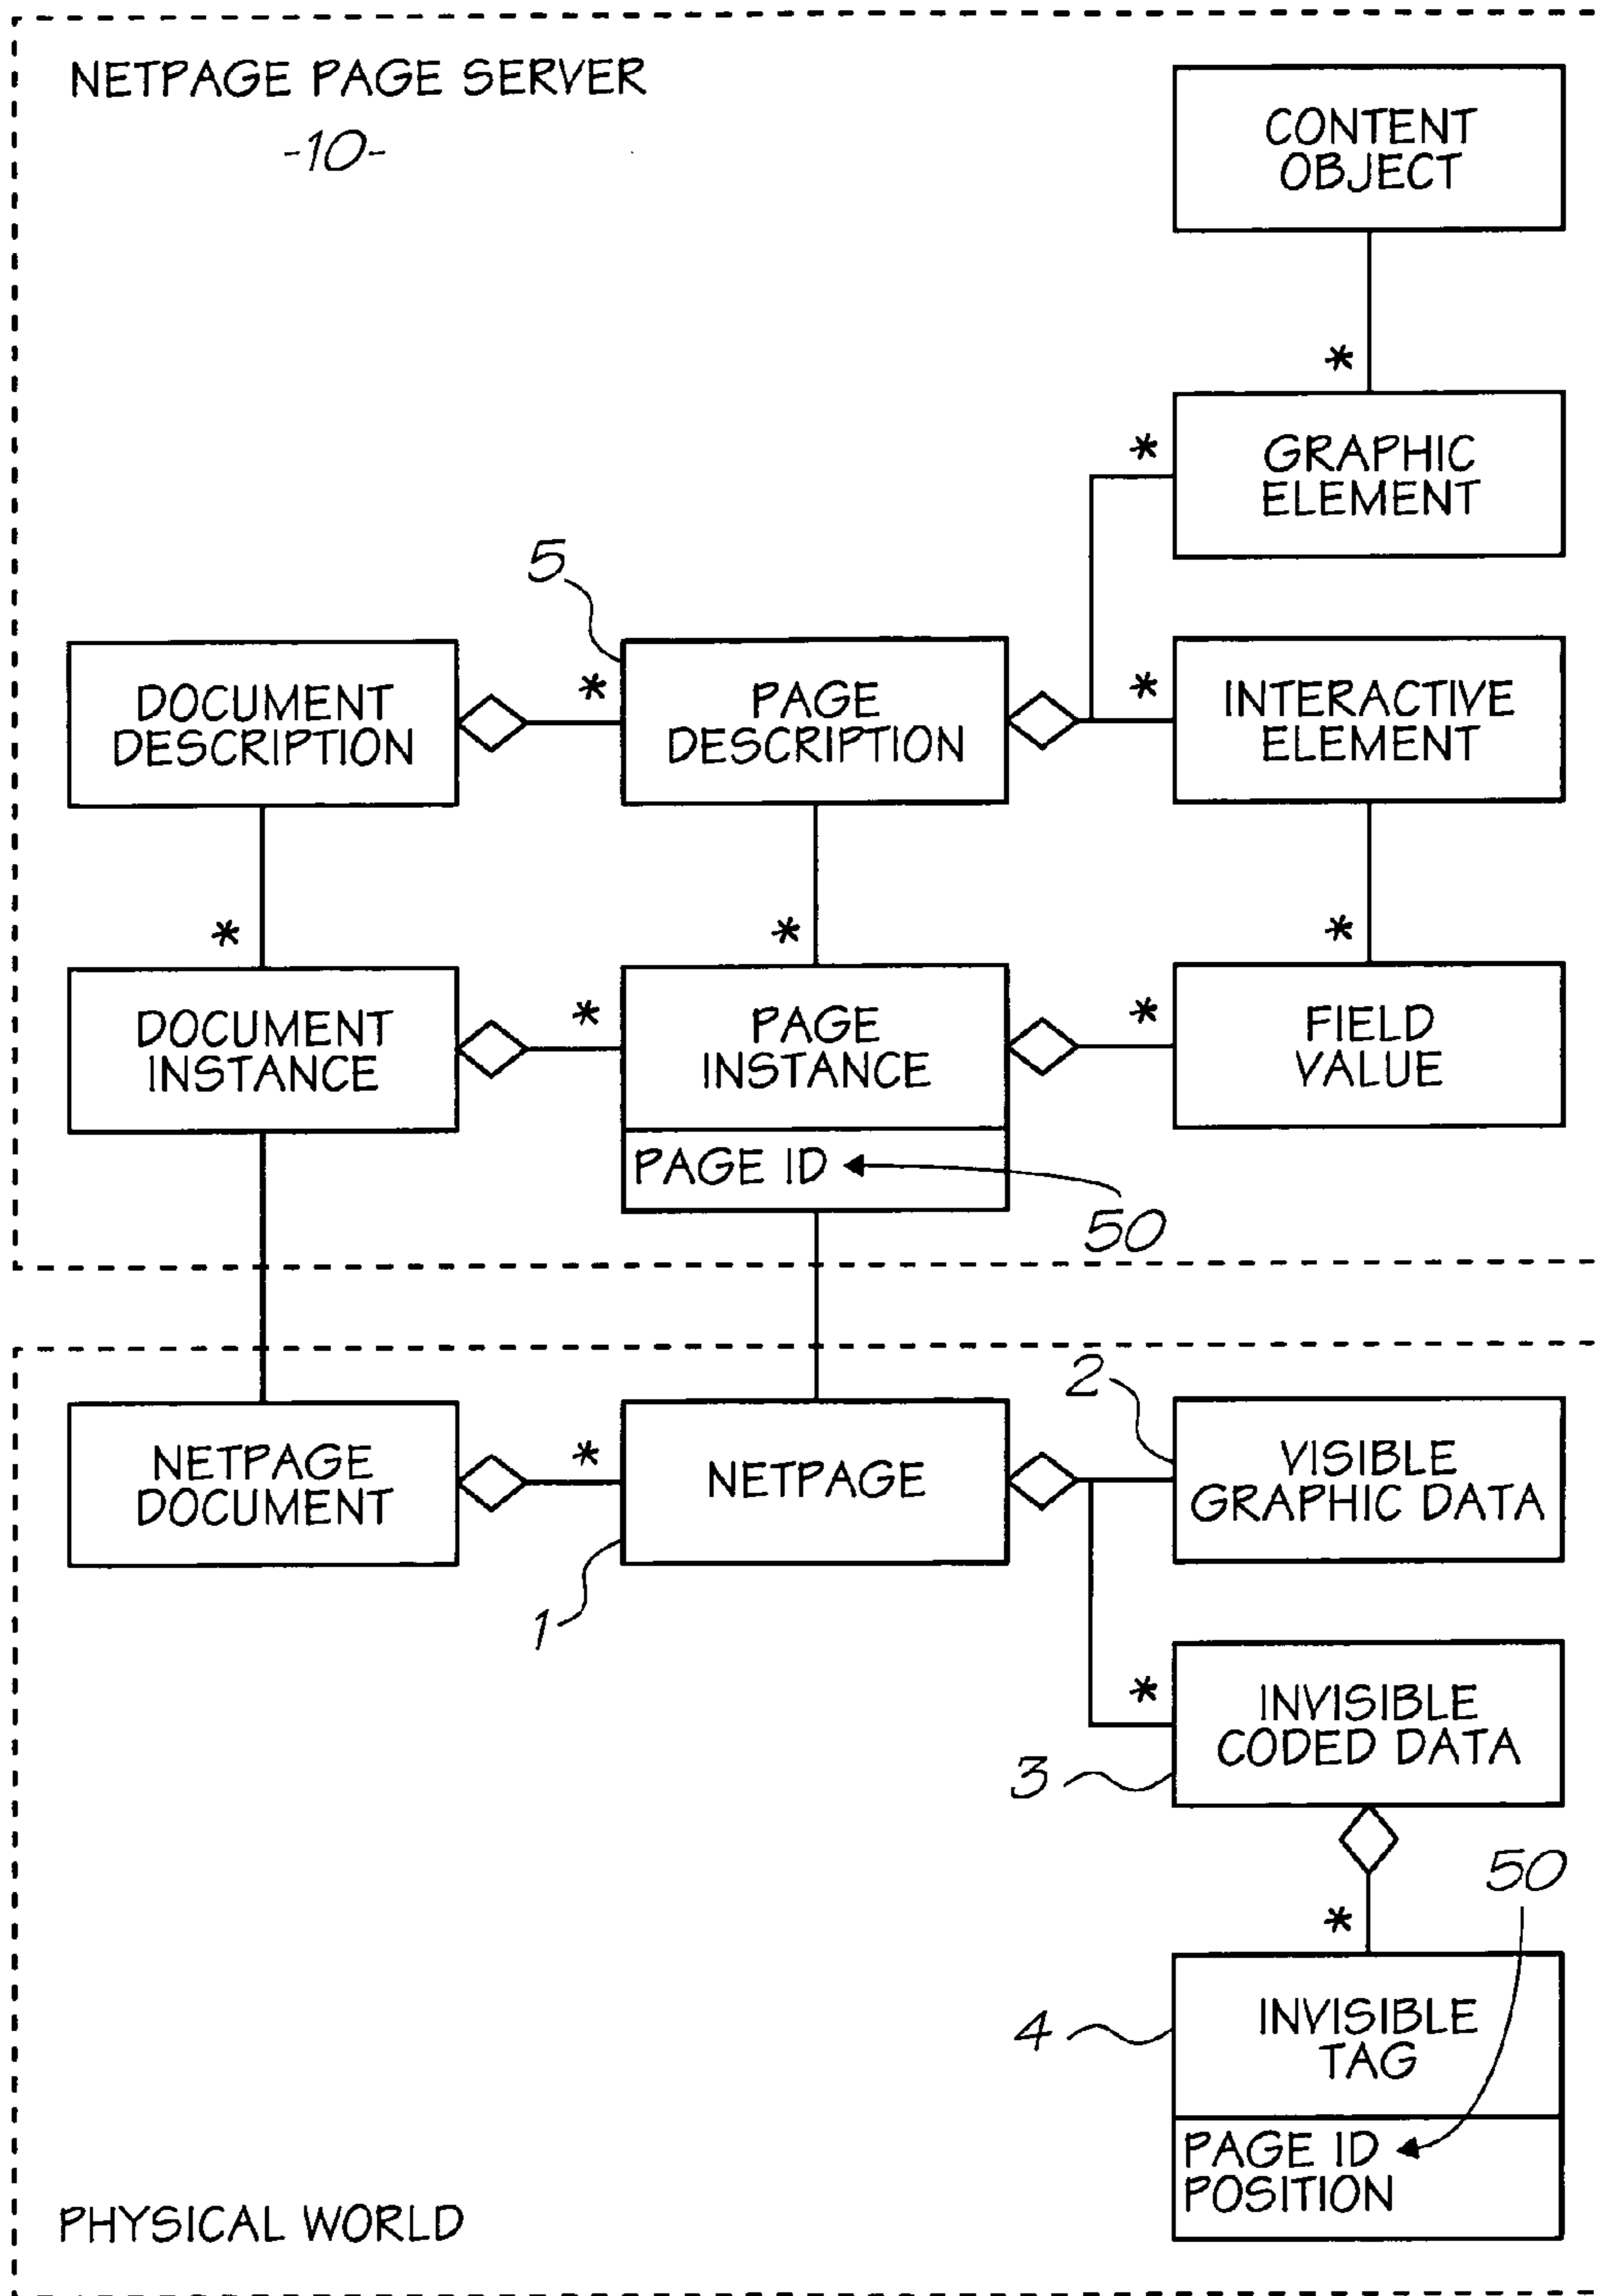 NETPAGE PAGE SERVER
-10-
CONTENT
OBJECT
*
*
GRAPHIC
ELEMENT
5
DOCUMENT
DESCRIPTION
*
PAGE
DESCRIPTION
*
INTERACTIVE
ELEMENT
*
*
*
DOCUMENT
INSTANCE
*
PAGE
INSTANCE
*
FIELD
VALUE
PAGE ID
50
2
NETPAGE
DOCUMENT
*
NETPAGE
VISIBLE
GRAPHIC DATA
1
*
INVISIBLE
CODED DATA
3
50
*
4
INVISIBLE
TAG
PAGE ID
POSITION
PHYSICAL WORLD